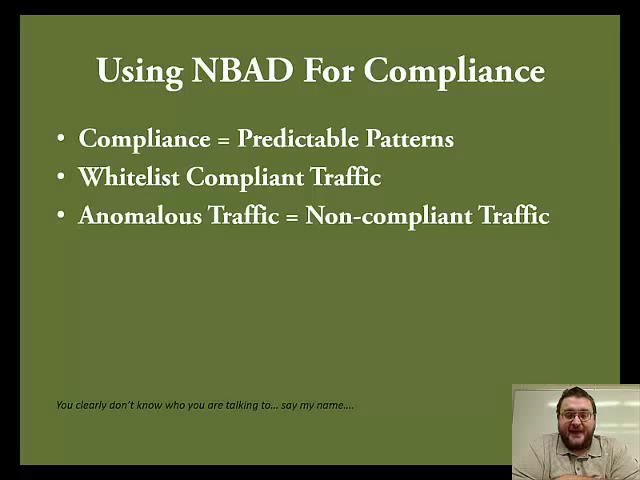 Using NBAD For Compliance
• Compliance = Predictable Patterns
• Whitelist Compliant Traffic
• Anomalous Traffic = Non-compliant Traffic
You clearly don't know who you are talking to… say my name….